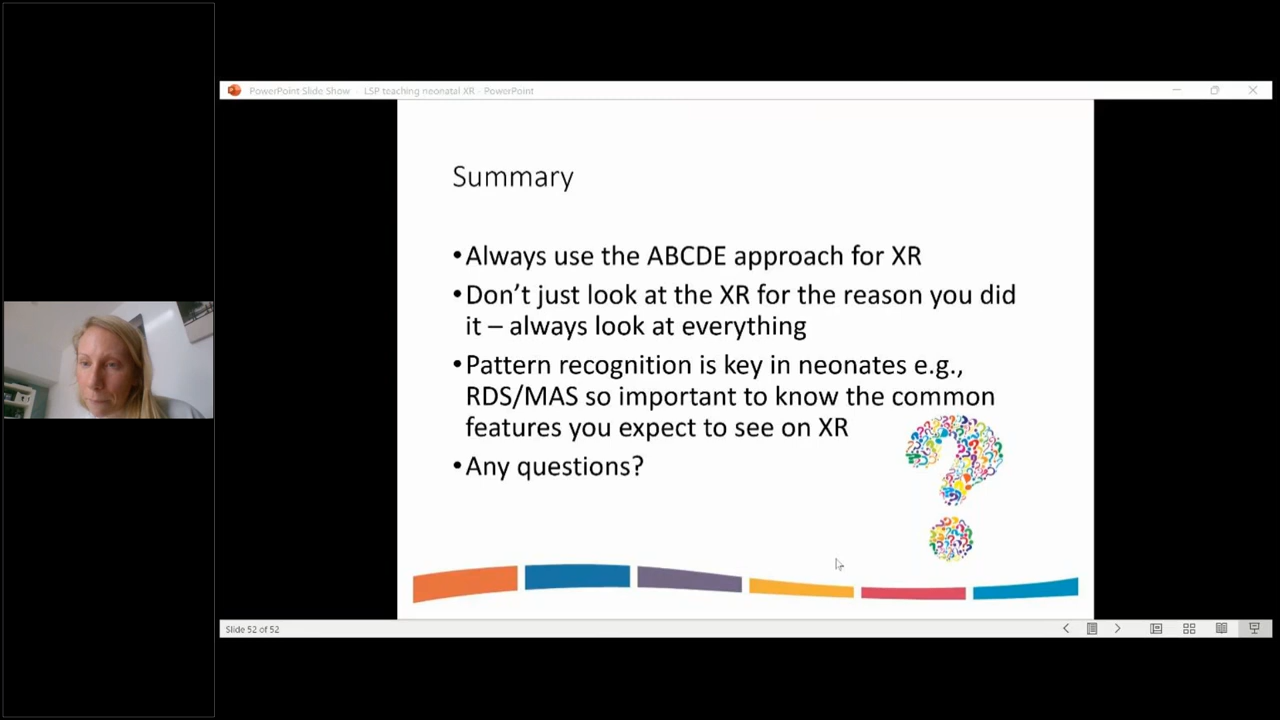 PowerPoint Slide Show - LSP teaching neonatal XR - PowerPoint
Summary
•Always use the ABCDE approach for XR
•Don't just look at the XR for the reason you did
it – always look at everything
•Pattern recognition is key in neonates e.g.,
RDS/MAS so important to know the common
features you expect to see on XR
•Any questions?
Slide 52 of 52